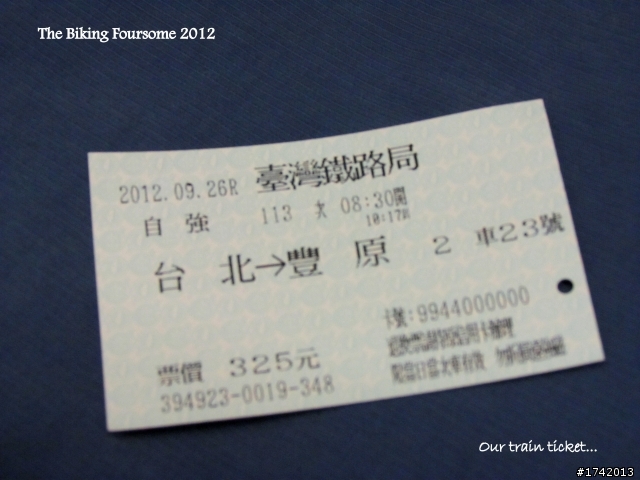 The Biking Foursome 2012
2012.09.26R 臺灣鐵路局
自強 113 次 08:30開
10:17到
台北→豐原 2 車23號
卡號:9944000000
票價 325元
394923-0019-348
Our train ticket...
#1742013